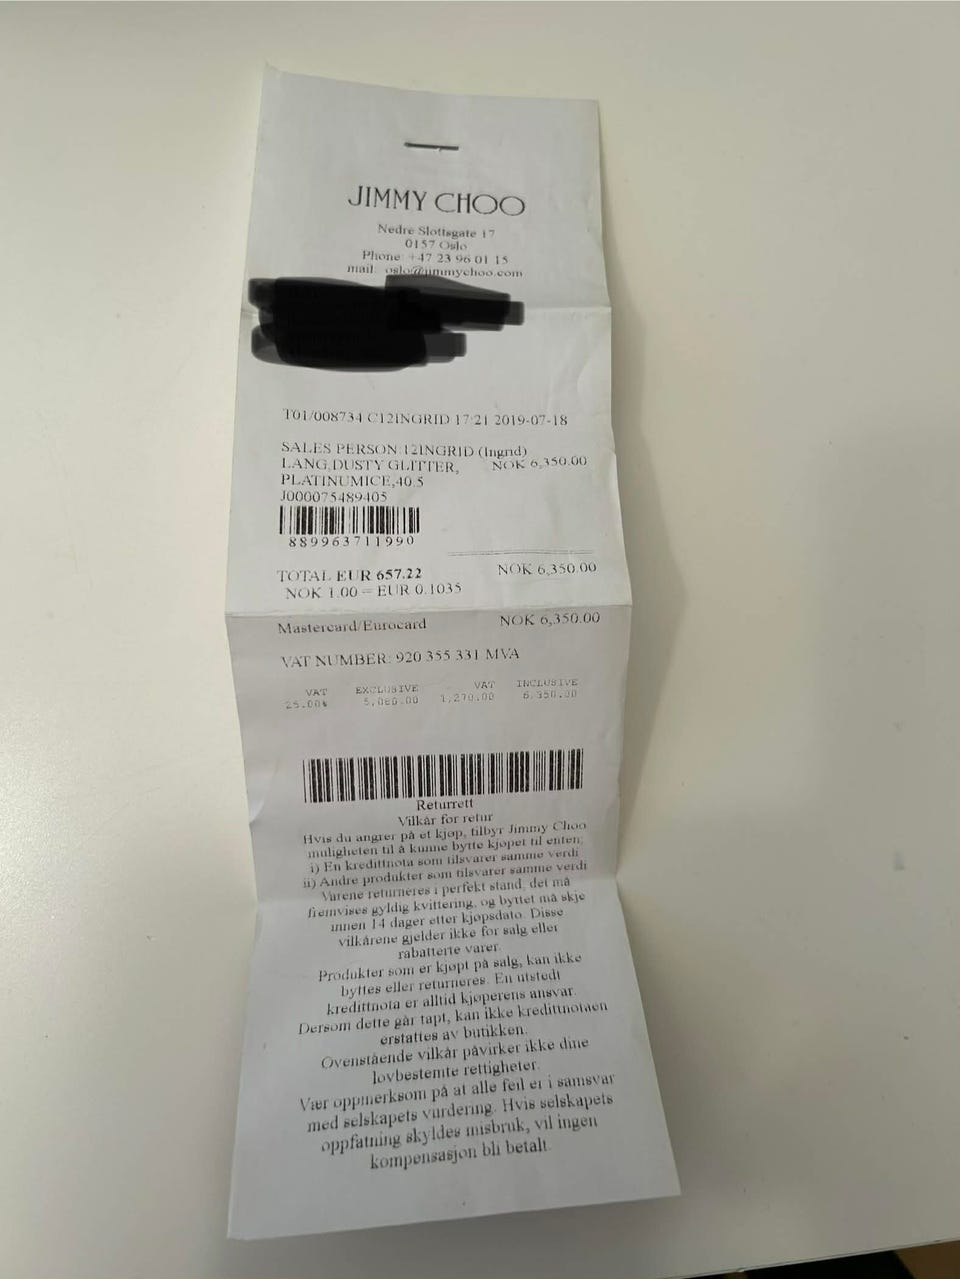 JIMMY CHOO
Nedre Slottsgate 17
0157 Oslo
Phone: +47 23 96 01 15
mail: oslo@jimmychoo.com
T01/008734 C12INGRID 17:21 2019-07-18
SALES PERSON:12INGRID (Ingrid)
LANG,DUSTY GLITTER, NOK 6,350.00
PLATINUMICE,40.5
J000075489405
889963711990
TOTAL EUR 657.22 NOK 6,350.00
NOK 1.00 = EUR 0.1035
Mastercard/Eurocard NOK 6,350.00
VAT NUMBER: 920 355 331 MVA
VAT EXCLUSIVE VAT INCLUSIVE
25.00% 5,080.00 1,270.00 6,350.00
Returrett
Vilkår for retur
Hvis du angrer på et kjøp, tilbyr Jimmy Choo
muligheten til å kunne bytte kjøpet til enten;
i) En kredittnota som tilsvarer samme verdi
ii) Andre produkter som tilsvarer samme verdi
Varene returneres i perfekt stand, det må
fremvises gyldig kvittering, og byttet må skje
innen 14 dager etter kjøpsdato. Disse
vilkårene gjelder ikke for salg eller
rabatterte varer.
Produkter som er kjøpt på salg, kan ikke
byttes eller returneres. En utstedt
kredittnota er alltid kjøperens ansvar.
Dersom dette går tapt, kan ikke kredittnotaen
erstattes av butikken.
Ovenstående vilkår påvirker ikke dine
lovbestemte rettigheter.
Vær oppmerksom på at alle feil er i samsvar
med selskapets vurdering. Hvis selskapets
oppfatning skyldes misbruk, vil ingen
kompensasjon bli betalt.